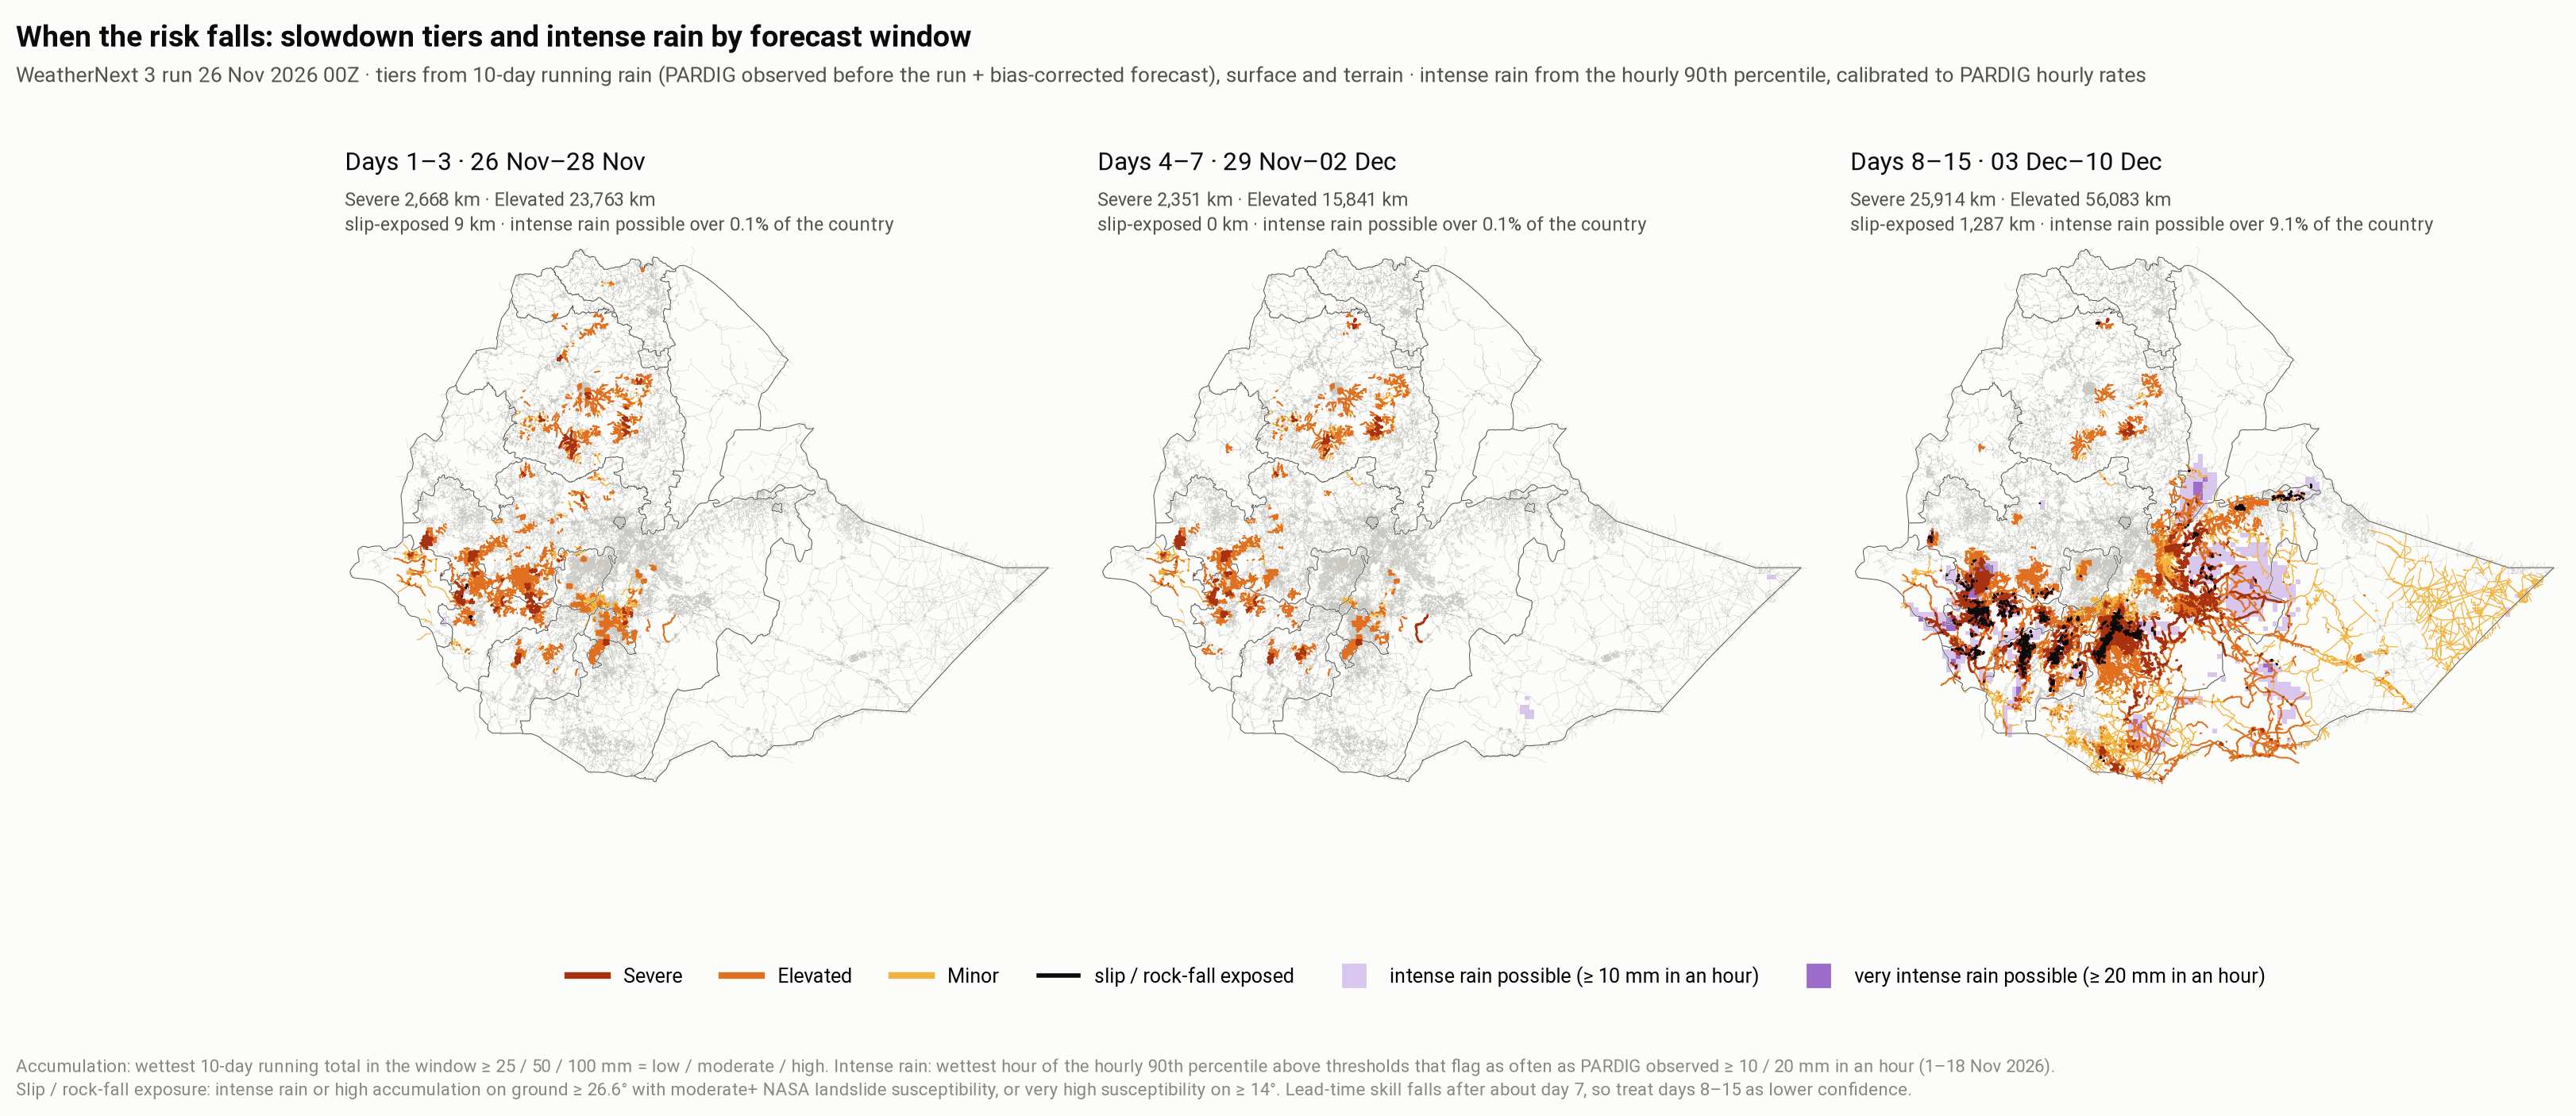 When the risk falls: slowdown tiers and intense rain by forecast window
WeatherNext 3 run 26 Nov 2026 00Z · tiers from 10-day running rain (PARDIG observed before the run + bias-corrected forecast), surface and terrain · intense rain from the hourly 90th percentile, calibrated to PARDIG hourly rates
Days 1–3 · 26 Nov–28 Nov
Severe 2,668 km · Elevated 23,763 km
slip-exposed 9 km · intense rain possible over 0.1% of the country
Days 4–7 · 29 Nov–02 Dec
Severe 2,351 km · Elevated 15,841 km
slip-exposed 0 km · intense rain possible over 0.1% of the country
Days 8–15 · 03 Dec–10 Dec
Severe 25,914 km · Elevated 56,083 km
slip-exposed 1,287 km · intense rain possible over 9.1% of the country
Severe
Elevated
Minor
slip / rock-fall exposed
intense rain possible (≥ 10 mm in an hour)
very intense rain possible (≥ 20 mm in an hour)
Accumulation: wettest 10-day running total in the window ≥ 25 / 50 / 100 mm = low / moderate / high. Intense rain: wettest hour of the hourly 90th percentile above thresholds that flag as often as PARDIG observed ≥ 10 / 20 mm in an hour (1–18 Nov 2026).
Slip / rock-fall exposure: intense rain or high accumulation on ground ≥ 26.6° with moderate+ NASA landslide susceptibility, or very high susceptibility on ≥ 14°. Lead-time skill falls after about day 7, so treat days 8–15 as lower confidence.